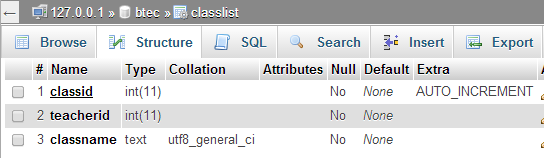 127.0.0.1 » btec » classlist
Browse Structure SQL Search Insert Export
# Name Type Collation Attributes Null Default Extra
1 classid int(11) No None AUTO_INCREMENT
2 teacherid int(11) No None
3 classname text utf8_general_ci No None